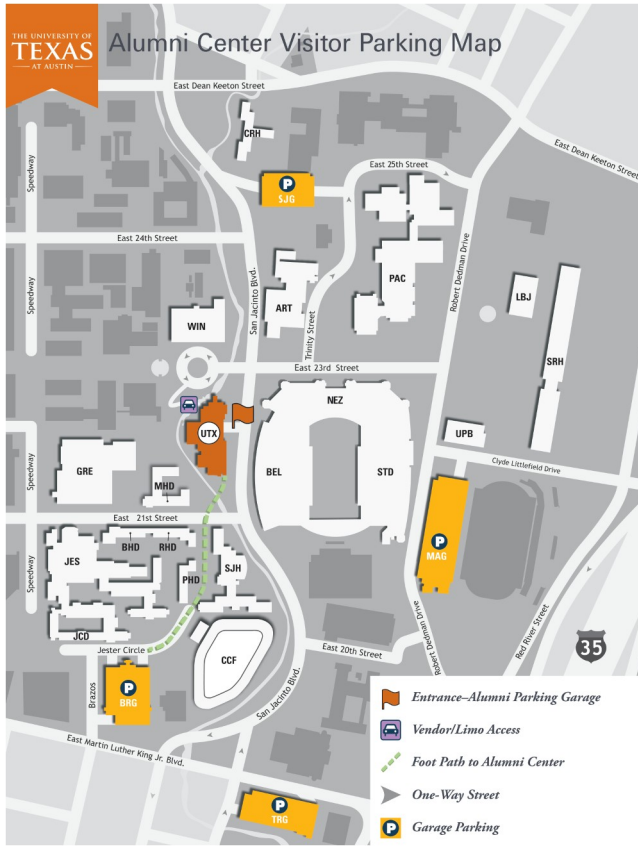 THE UNIVERSITY OF
TEXAS
AT AUSTIN
Alumni Center Visitor Parking Map
East Dean Keeton Street
CRH
East Dean Keeton Street
Speedway
East 25th Street
P
SJG
East 24th Street
Robert Dedman Drive
PAC
San Jacinto Blvd.
Speedway
ART
LBJ
WIN
Trinity Street
SRH
East 23rd Street
NEZ
UTX
UPB
Speedway
GRE
BEL
STD
Clyde Littlefield Drive
MHD
East 21st Street
P
MAG
BHD
RHD
JES
SJH
Speedway
PHD
Red River Street
JCD
Jester Circle
East 20th Street
Robert Dedman Drive
35
CCF
P
BRG
Brazos
San Jacinto Blvd.
East Martin Luther King Jr. Blvd.
P
TRG
Entrance–Alumni Parking Garage
Vendor/Limo Access
Foot Path to Alumni Center
One-Way Street
P
Garage Parking